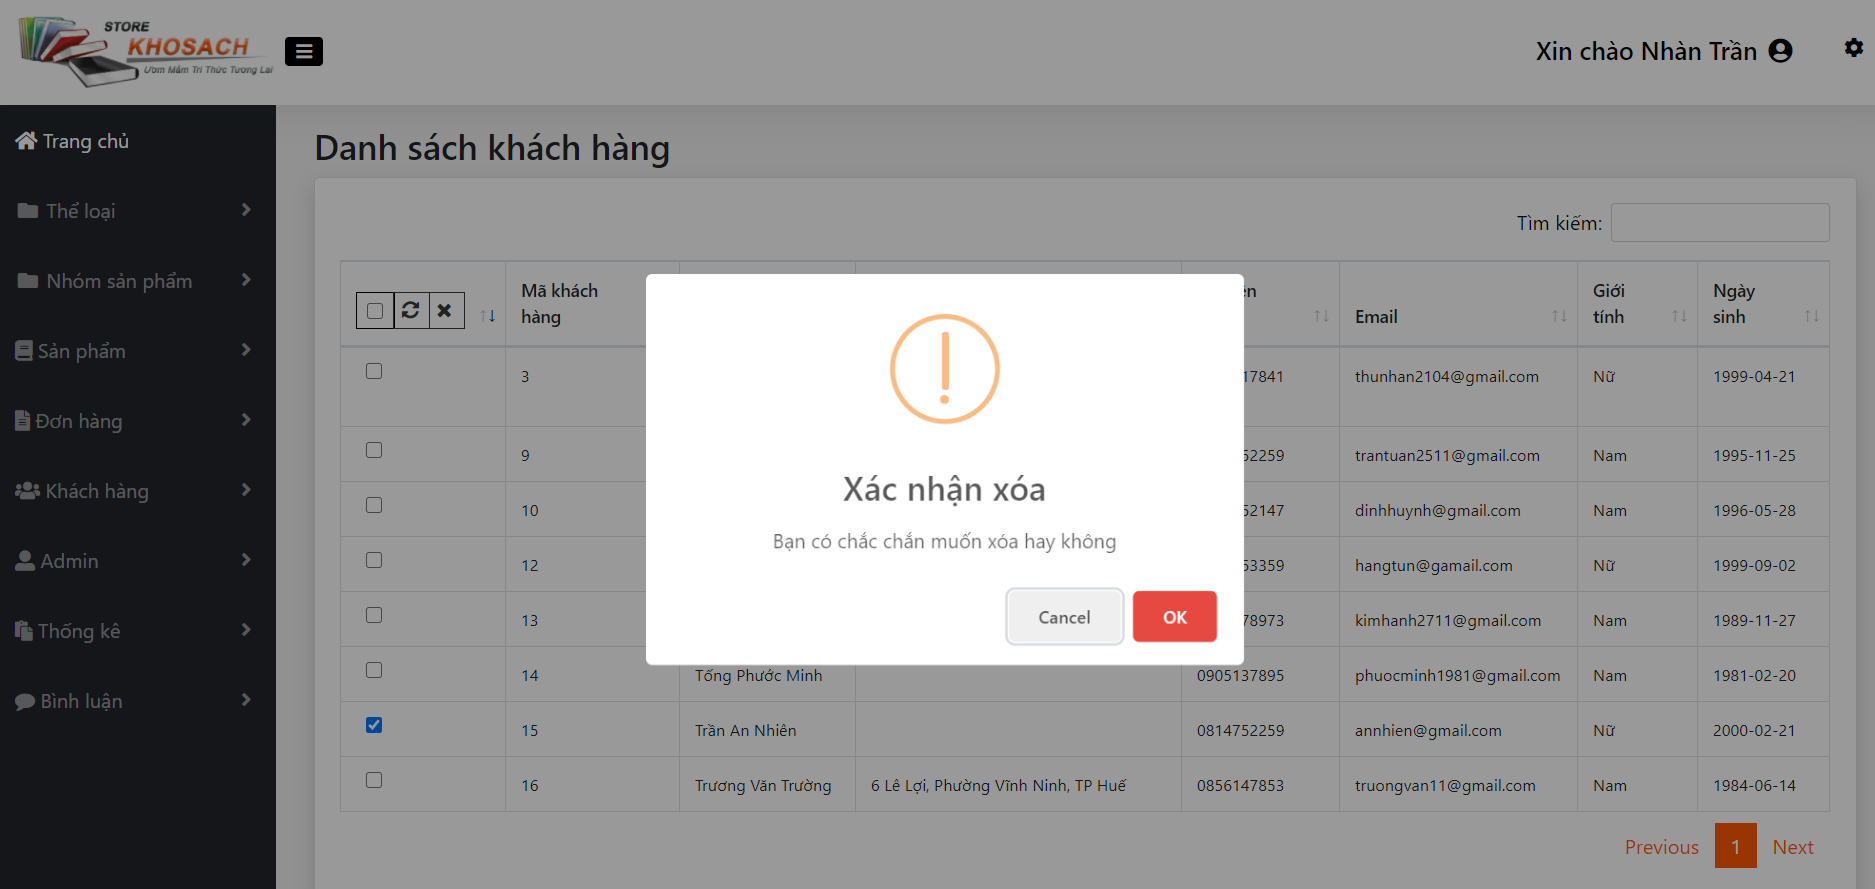 STORE
KHOSACH
Ươm Mầm Tri Thức Tương Lai
Xin chào Nhàn Trần
Trang chủ
Thể loại
Nhóm sản phẩm
Sản phẩm
Đơn hàng
Khách hàng
Admin
Thống kê
Bình luận
Danh sách khách hàng
Tìm kiếm:
Mã khách
hàng
Email
Giới
tính
Ngày
sinh
3 17841 thunhan2104@gmail.com Nữ 1999-04-21
9 52259 trantuan2511@gmail.com Nam 1995-11-25
10 52147 dinhhuynh@gmail.com Nam 1996-05-28
12 53359 hangtun@gamail.com Nữ 1999-09-02
13 78973 kimhanh2711@gmail.com Nam 1989-11-27
14 Tống Phước Minh 0905137895 phuocminh1981@gmail.com Nam 1981-02-20
15 Trần An Nhiên 0814752259 annhien@gmail.com Nữ 2000-02-21
16 Trương Văn Trường 6 Lê Lợi, Phường Vĩnh Ninh, TP Huế 0856147853 truongvan11@gmail.com Nam 1984-06-14
Previous 1 Next
Xác nhận xóa
Bạn có chắc chắn muốn xóa hay không
Cancel OK